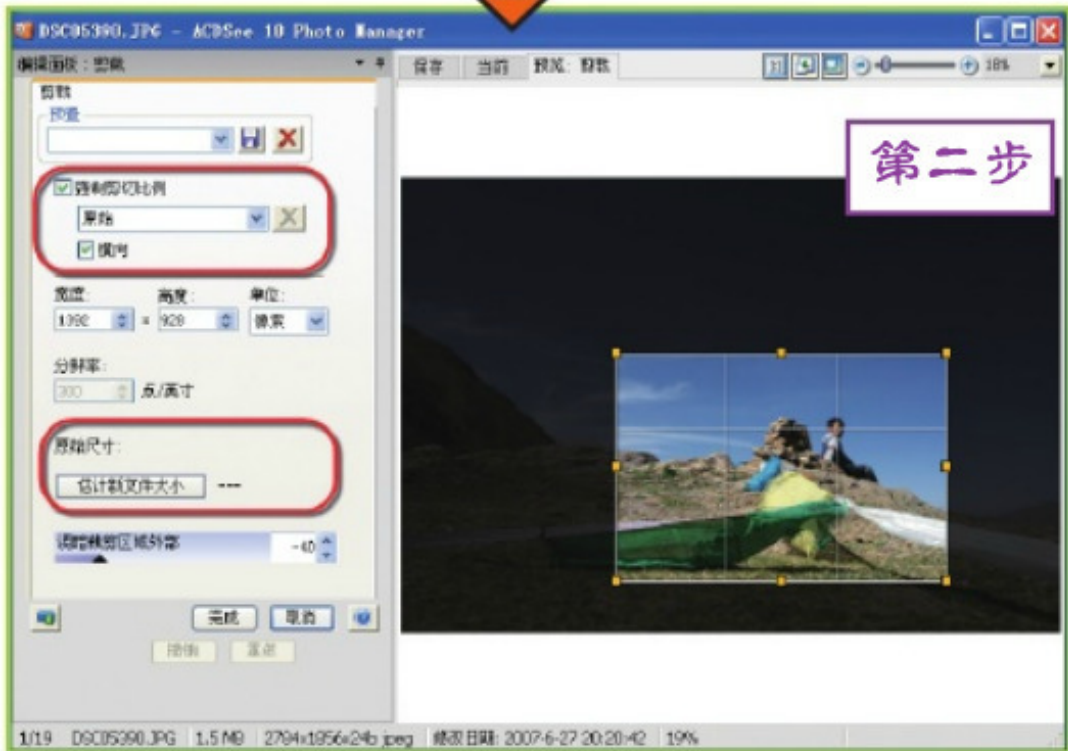 DSC05390.JPG - ACDSee 10 Photo Manager
编辑面板：剪裁
保存 当前 预览：剪裁 18%
剪裁
预置
第二步
强制剪切比例
原始
横向
宽度： 高度： 单位：
1392 × 928 像素
分辨率：
300 点/英寸
原始尺寸：
估计新文件大小 ---
调暗裁剪区域外部 -40
完成 取消
撤销 重做
1/19 DSC05390.JPG 1.5 MB 2784x1856x24b jpeg 修改日期: 2007-6-27 20:20:42 19%